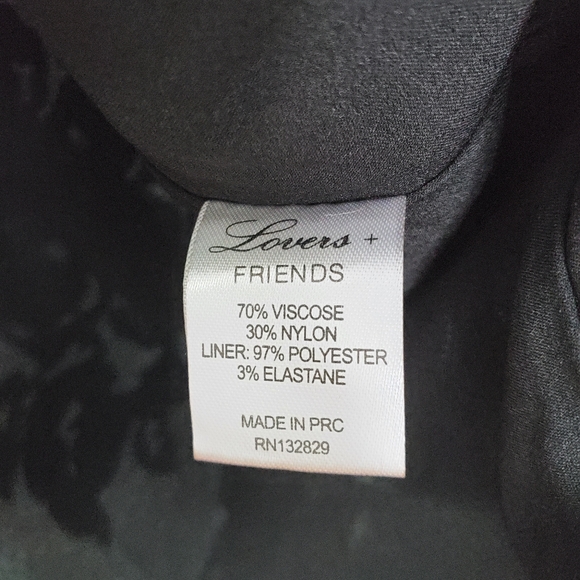 Lovers +
FRIENDS
70% VISCOSE
30% NYLON
LINER: 97% POLYESTER
3% ELASTANE
MADE IN PRC
RN132829